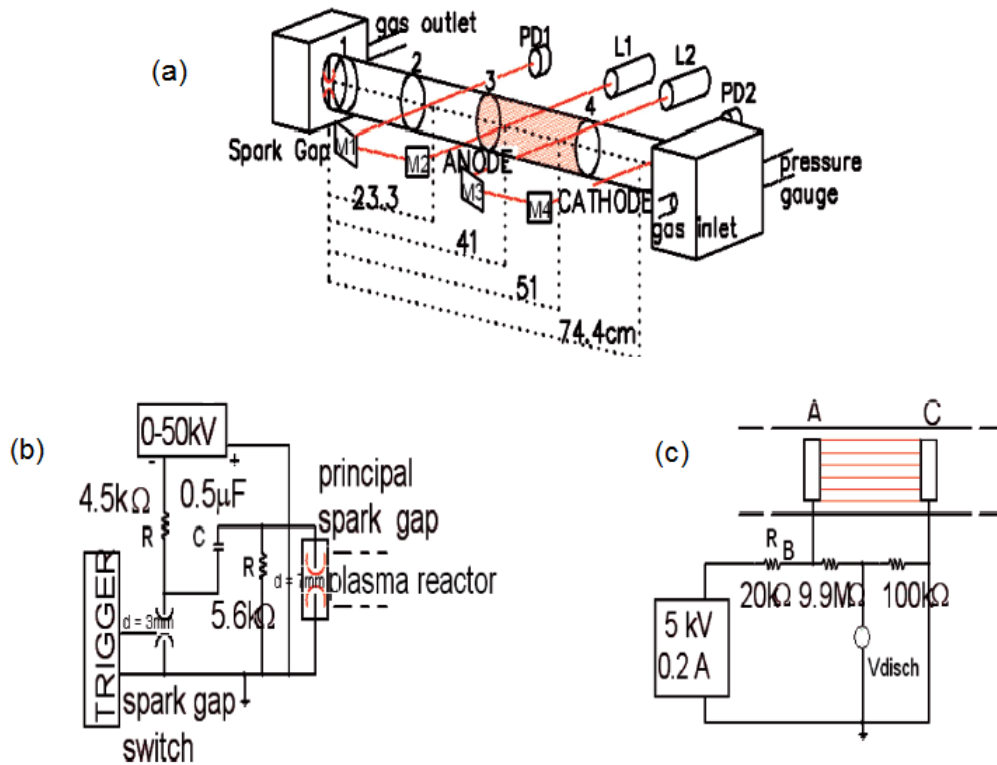 (a)
gas outlet
PD1
L1
L2
PD2
1
2
3
4
Spark Gap
M1
M2
ANODE
M3
M4
CATHODE
pressure
gauge
gas inlet
23.3
41
51
74.4cm
(b)
0-50kV
-
+
4.5kΩ
0.5μF
R
C
R
5.6kΩ
principal
spark gap
d = 7mm
plasma reactor
TRIGGER
d = 3mm
spark gap
switch
(c)
A
C
R
B
20kΩ
9.9MΩ
100kΩ
5 kV
0.2 A
Vdisch